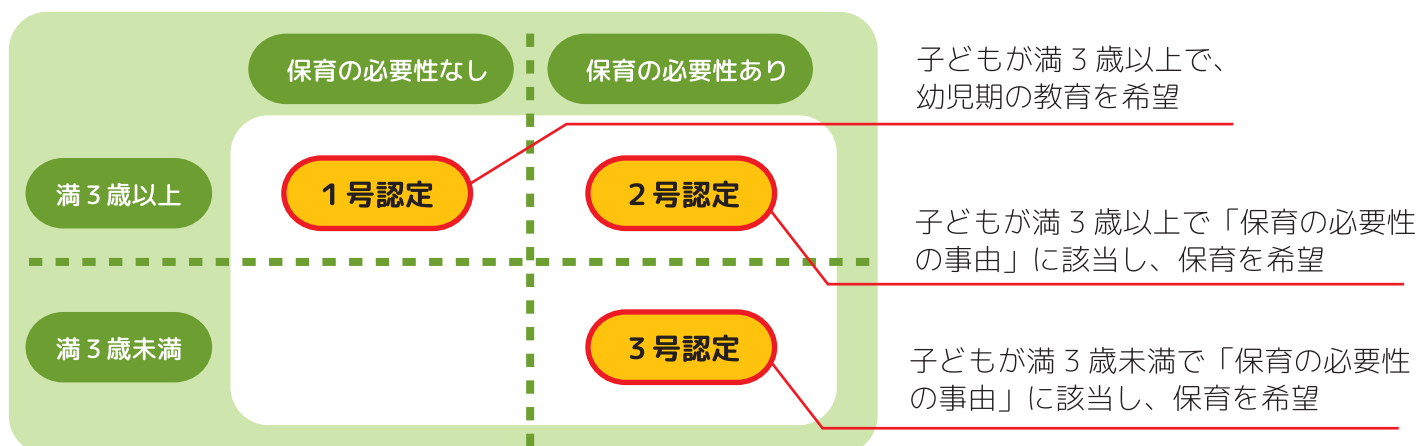 保育の必要性なし
保育の必要性あり
子どもが満3歳以上で、
幼児期の教育を希望
満3歳以上
1号認定
2号認定
子どもが満3歳以上で「保育の必要性
の事由」に該当し、保育を希望
満3歳未満
3号認定
子どもが満3歳未満で「保育の必要性
の事由」に該当し、保育を希望